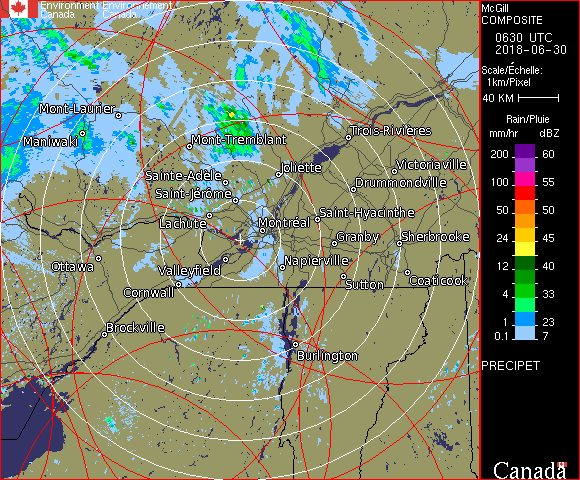 Environment Environnement
Canada Canada
McGill
COMPOSITE
0630 UTC
2018-06-30
Scale/Échelle:
1km/Pixel
40 KM
Rain/Pluie
mm/hr dBZ
200 60
100 55
50 50
24 45
12 40
4 33
1 23
0.1 7
PRECIPET
Canada
Mont-Laurier
Maniwaki
Mont-Tremblant
Trois-Rivières
Sainte-Adèle
Joliette
Victoriaville
Saint-Jérôme
Drummondville
Lachute
Montréal
Saint-Hyacinthe
Granby
Sherbrooke
Ottawa
Valleyfield
Napierville
Cornwall
Sutton
Coaticook
Brockville
Burlington